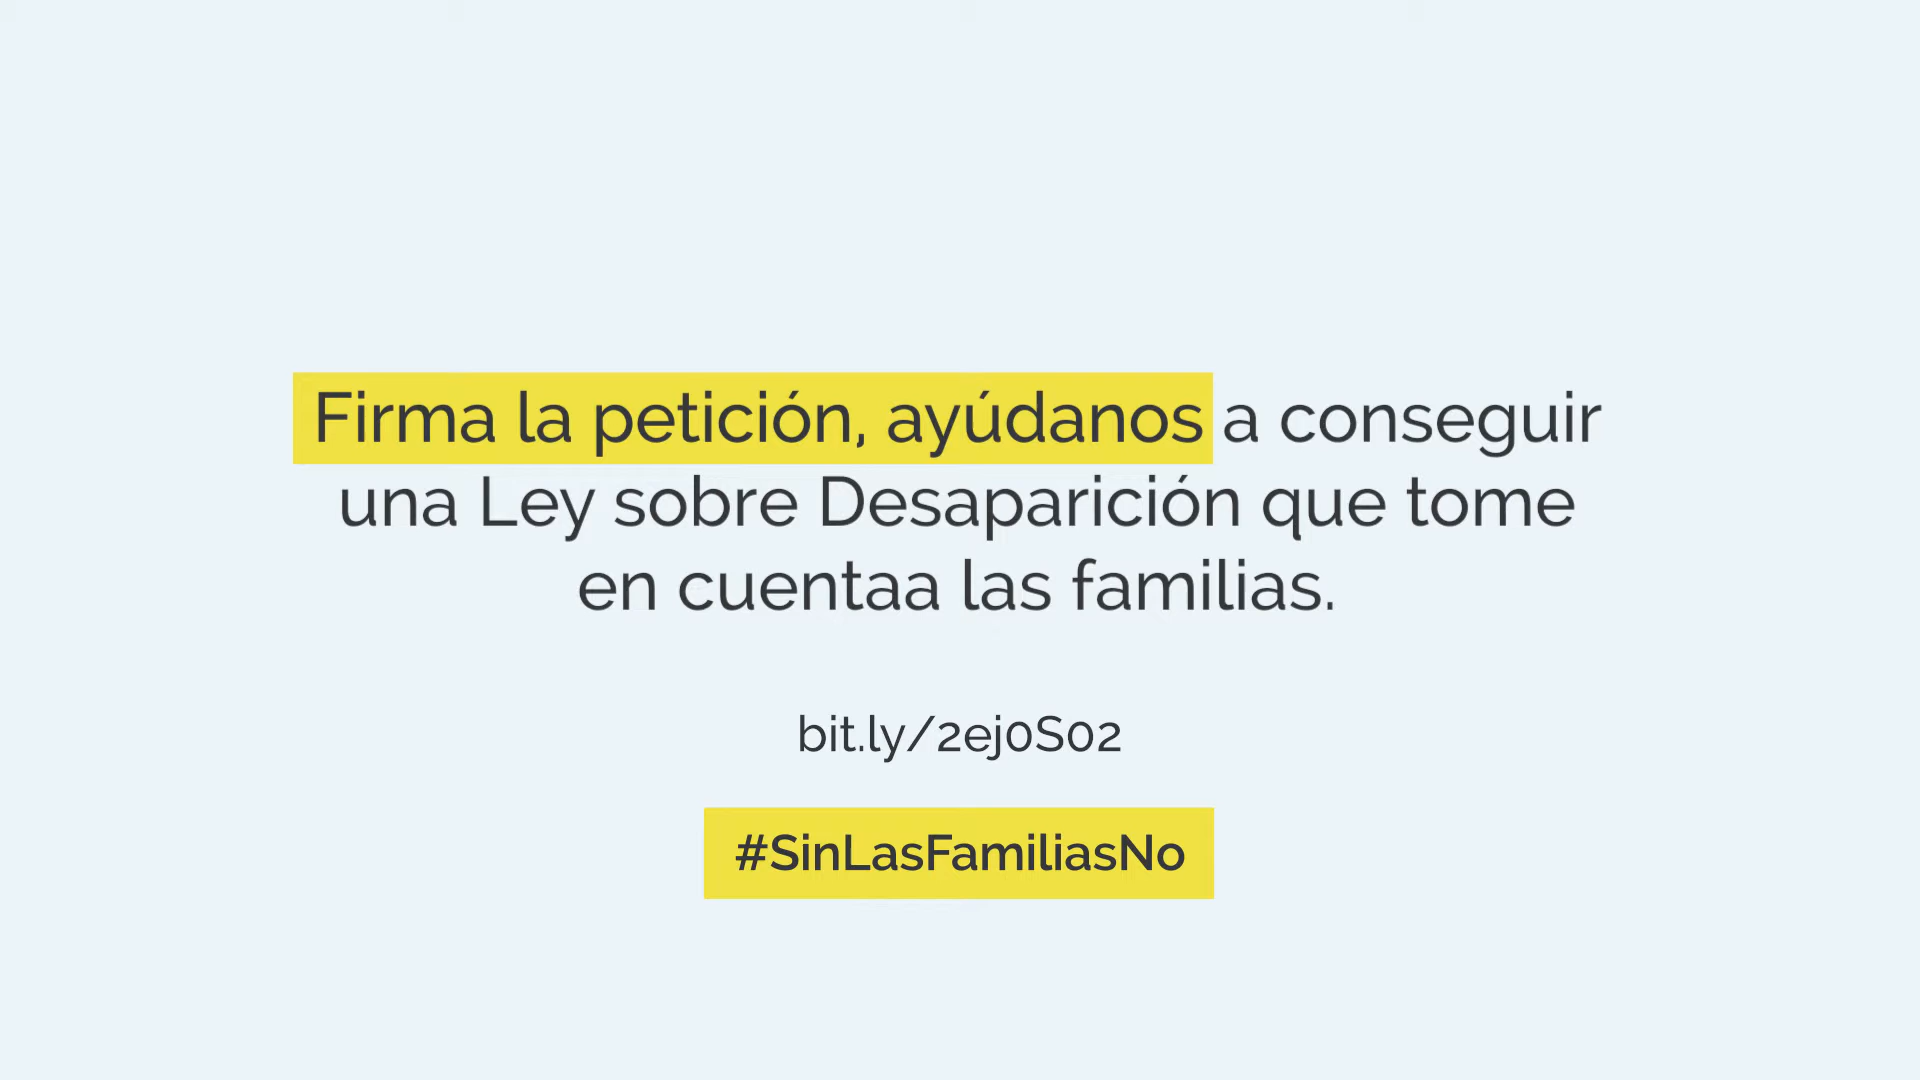 Firma la petición, ayúdanos a conseguir
una Ley sobre Desaparición que tome
en cuentaa las familias.
bit.ly/2ej0S02
#SinLasFamiliasNo